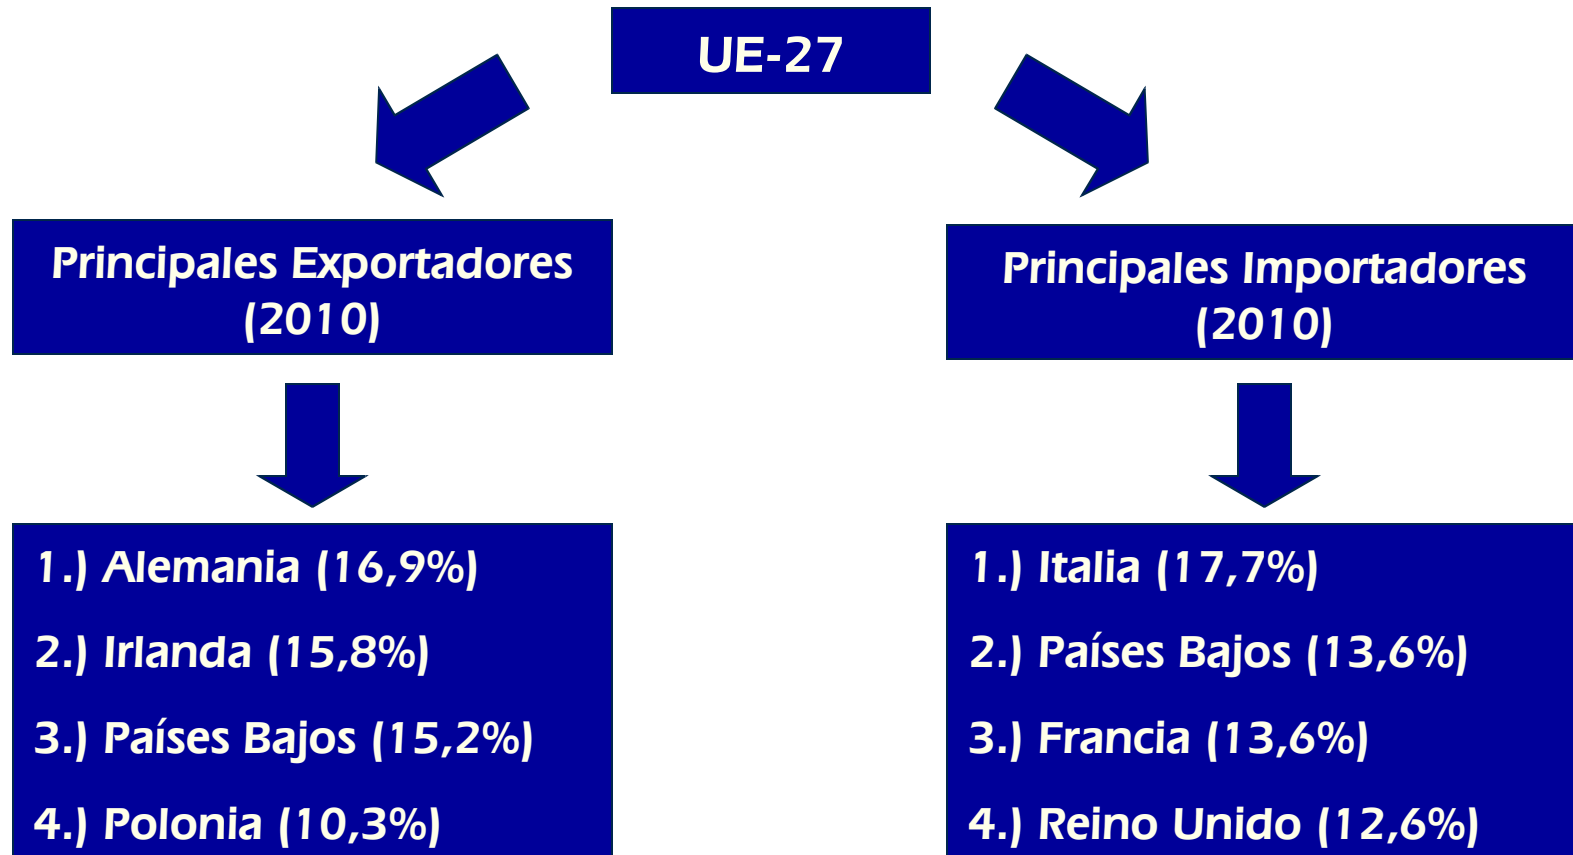 UE-27
Principales Exportadores
(2010)
Principales Importadores
(2010)
1.) Alemania (16,9%)
2.) Irlanda (15,8%)
3.) Países Bajos (15,2%)
4.) Polonia (10,3%)
1.) Italia (17,7%)
2.) Países Bajos (13,6%)
3.) Francia (13,6%)
4.) Reino Unido (12,6%)